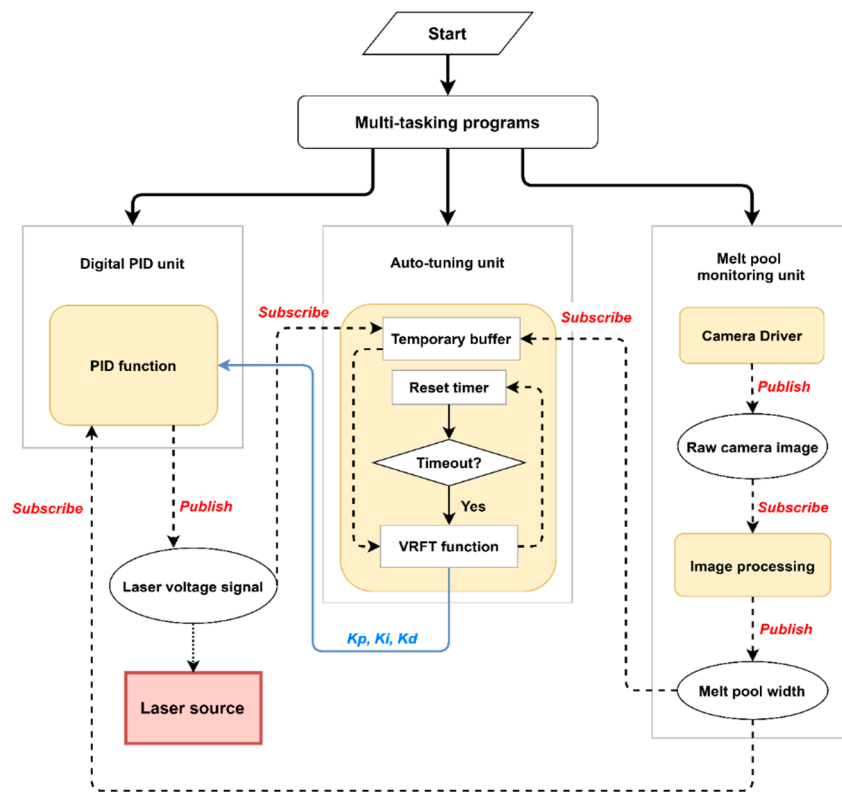 Start
Multi-tasking programs
Digital PID unit
Auto-tuning unit
Melt pool
monitoring unit
Subscribe
Subscribe
Temporary buffer
Camera Driver
PID function
Reset timer
Publish
Raw camera image
Timeout?
Subscribe
Publish
Yes
Subscribe
VRFT function
Image processing
Laser voltage signal
Publish
Kp, Ki, Kd
Melt pool width
Laser source